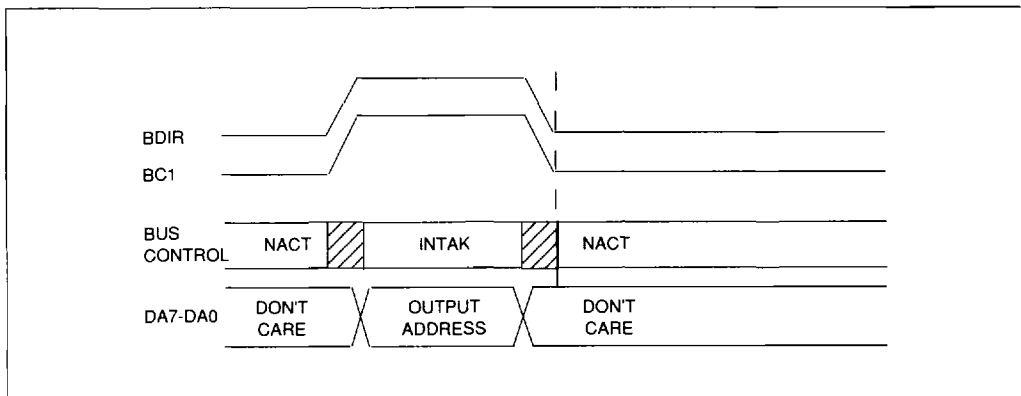 BDIR
BC1
BUS
CONTROL
NACT
INTAK
NACT
DA7-DA0
DON'T
CARE
OUTPUT
ADDRESS
DON'T
CARE